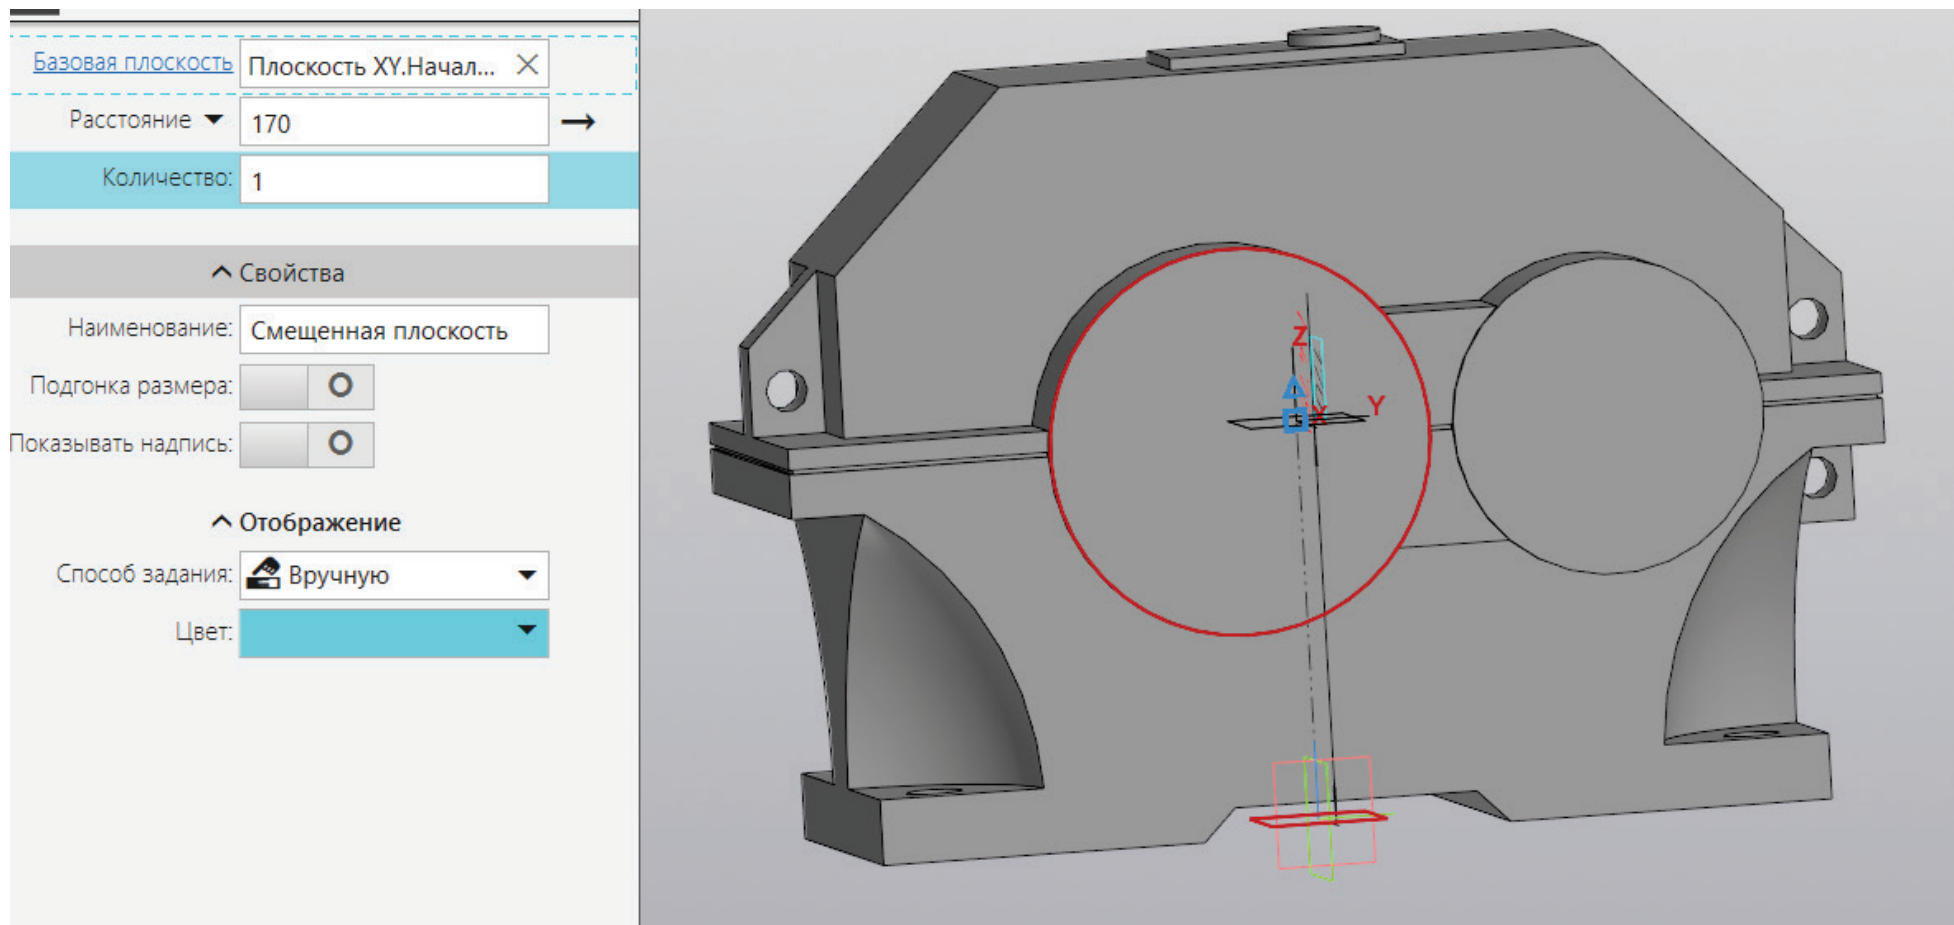 Базовая плоскость Плоскость XY.Начал...
Расстояние 170
Количество: 1
Свойства
Наименование: Смещенная плоскость
Подгонка размера:
Показывать надпись:
Отображение
Способ задания: Вручную
Цвет:
Z
X
Y